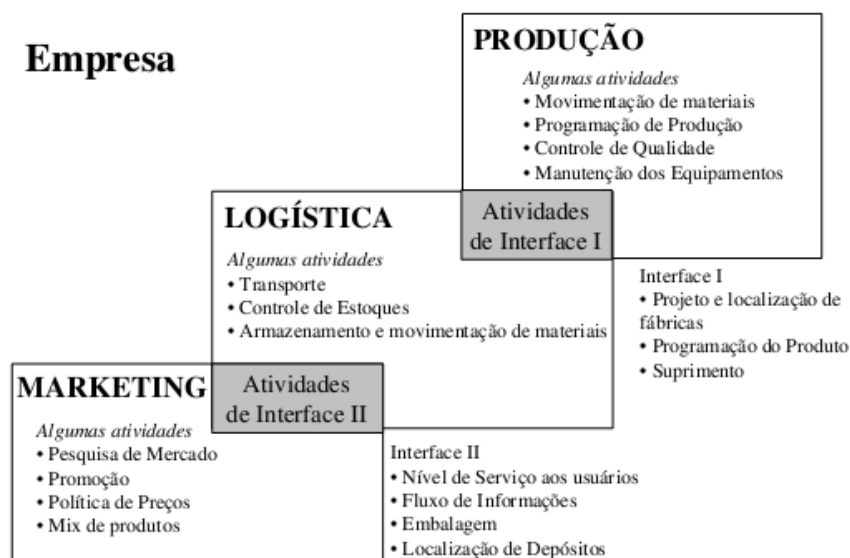 Empresa
PRODUÇÃO
Algumas atividades
• Movimentação de materiais
• Programação de Produção
• Controle de Qualidade
• Manutenção dos Equipamentos
Atividades
de Interface I
LOGÍSTICA
Algumas atividades
• Transporte
• Controle de Estoques
• Armazenamento e movimentação de materiais
Interface I
• Projeto e localização de
fábricas
• Programação do Produto
• Suprimento
MARKETING
Atividades
de Interface II
Algumas atividades
• Pesquisa de Mercado
• Promoção
• Política de Preços
• Mix de produtos
Interface II
• Nível de Serviço aos usuários
• Fluxo de Informações
• Embalagem
• Localização de Depósitos